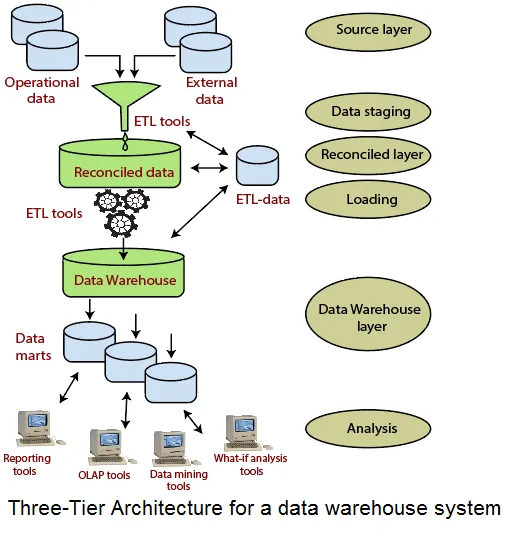 Source layer
Operational
data
External
data
ETL tools
Data staging
Reconciled data
Reconciled layer
ETL-data
ETL tools
Loading
Data Warehouse
Data Warehouse
layer
Data
marts
Analysis
Reporting
tools
OLAP tools
Data mining
tools
What-if analysis
tools
Three-Tier Architecture for a data warehouse system